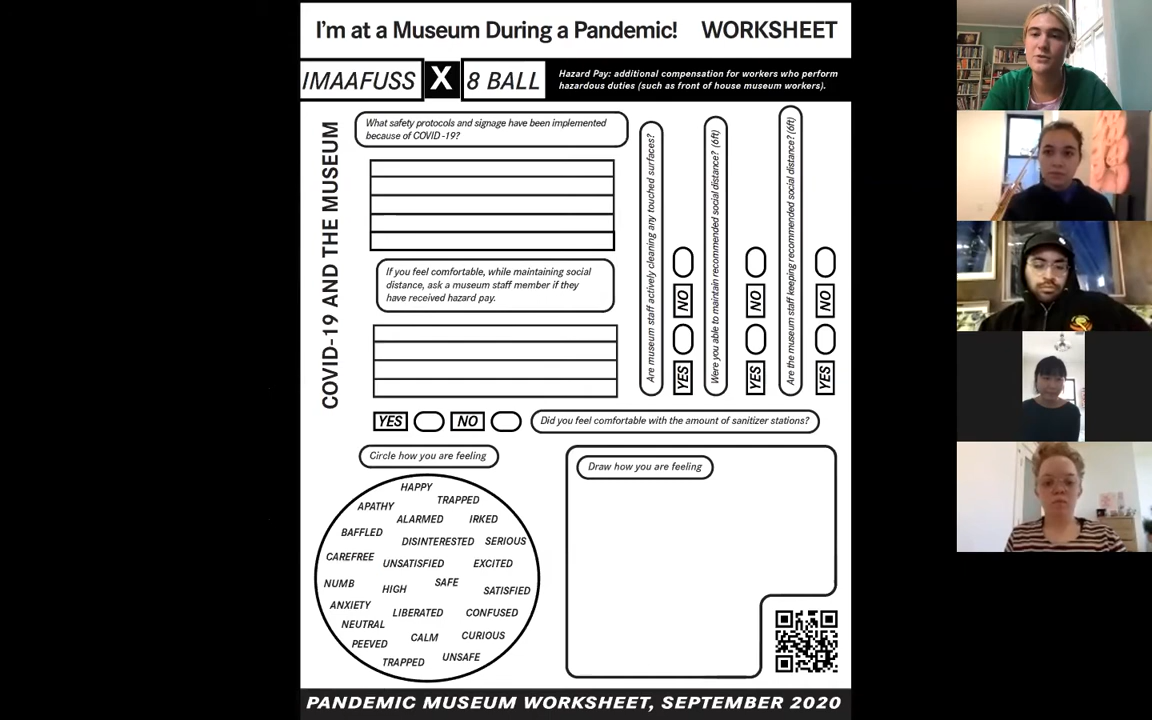 I'm at a Museum During a Pandemic! WORKSHEET
IMAAFUSS X 8 BALL
Hazard Pay: additional compensation for workers who perform
hazardous duties (such as front of house museum workers).
COVID-19 AND THE MUSEUM
What safety protocols and signage have been implemented
because of COVID -19?
If you feel comfortable, while maintaining social
distance, ask a museum staff member if they
have received hazard pay.
Are museum staff actively cleaning any touched surfaces?
YES NO
Were you able to maintain recommended social distance? (6ft)
YES NO
Are the museum staff keeping recommended social distance? (6ft)
YES NO
YES NO Did you feel comfortable with the amount of sanitizer stations?
Circle how you are feeling
HAPPY
APATHY TRAPPED
ALARMED IRKED
BAFFLED DISINTERESTED SERIOUS
CAREFREE UNSATISFIED EXCITED
NUMB HIGH SAFE SATISFIED
ANXIETY LIBERATED CONFUSED
NEUTRAL
PEEVED CALM CURIOUS
TRAPPED UNSAFE
Draw how you are feeling
PANDEMIC MUSEUM WORKSHEET, SEPTEMBER 2020